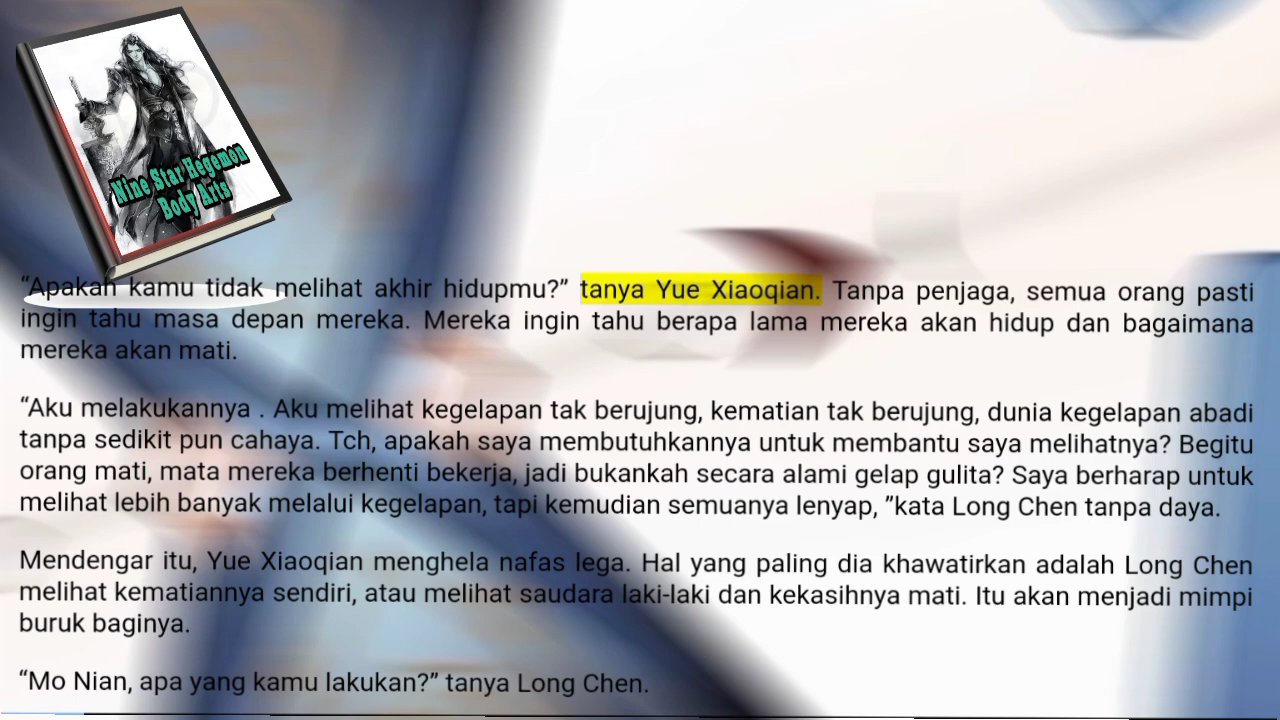 Nine Star Hegemon
Body Arts
“Apakah kamu tidak melihat akhir hidupmu?” tanya Yue Xiaoqian. Tanpa penjaga, semua orang pasti
ingin tahu masa depan mereka. Mereka ingin tahu berapa lama mereka akan hidup dan bagaimana
mereka akan mati.
“Aku melakukannya . Aku melihat kegelapan tak berujung, kematian tak berujung, dunia kegelapan abadi
tanpa sedikit pun cahaya. Tch, apakah saya membutuhkannya untuk membantu saya melihatnya? Begitu
orang mati, mata mereka berhenti bekerja, jadi bukankah secara alami gelap gulita? Saya berharap untuk
melihat lebih banyak melalui kegelapan, tapi kemudian semuanya lenyap, ”kata Long Chen tanpa daya.
Mendengar itu, Yue Xiaoqian menghela nafas lega. Hal yang paling dia khawatirkan adalah Long Chen
melihat kematiannya sendiri, atau melihat saudara laki-laki dan kekasihnya mati. Itu akan menjadi mimpi
buruk baginya.
“Mo Nian, apa yang kamu lakukan?” tanya Long Chen.